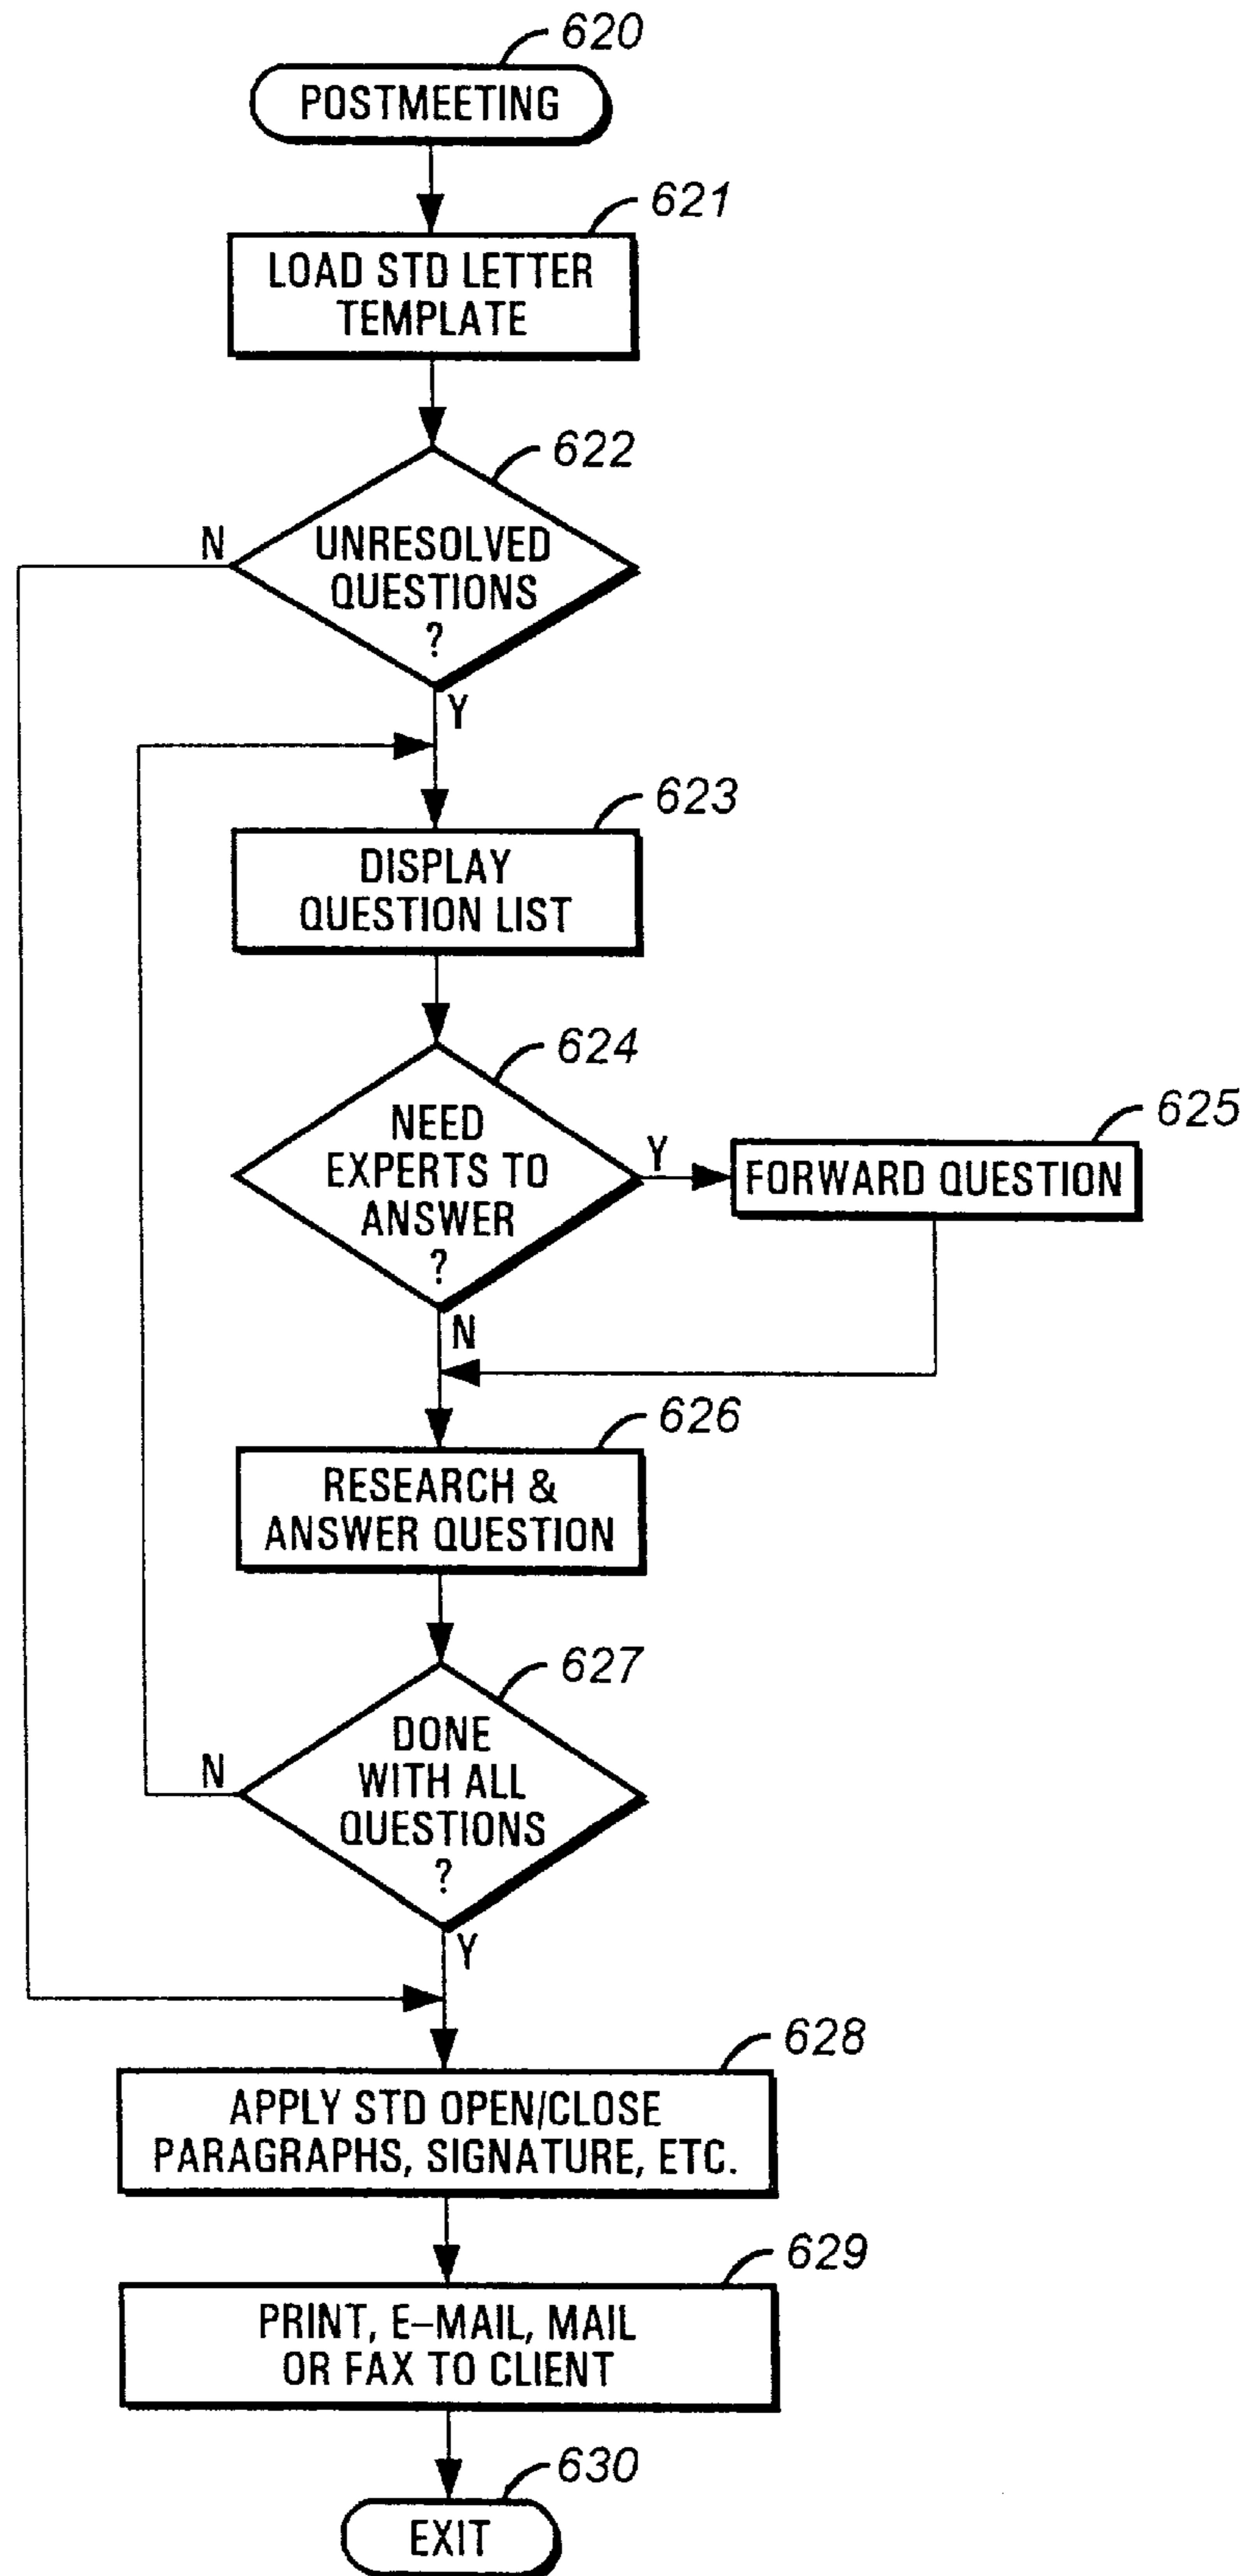 620
POSTMEETING
621
LOAD STD LETTER
TEMPLATE
622
N
UNRESOLVED
QUESTIONS
?
Y
623
DISPLAY
QUESTION LIST
624
NEED
EXPERTS TO
ANSWER
?
Y
625
FORWARD QUESTION
N
626
RESEARCH &
ANSWER QUESTION
627
N
DONE
WITH ALL
QUESTIONS
?
Y
628
APPLY STD OPEN/CLOSE
PARAGRAPHS, SIGNATURE, ETC.
629
PRINT, E–MAIL, MAIL
OR FAX TO CLIENT
630
EXIT